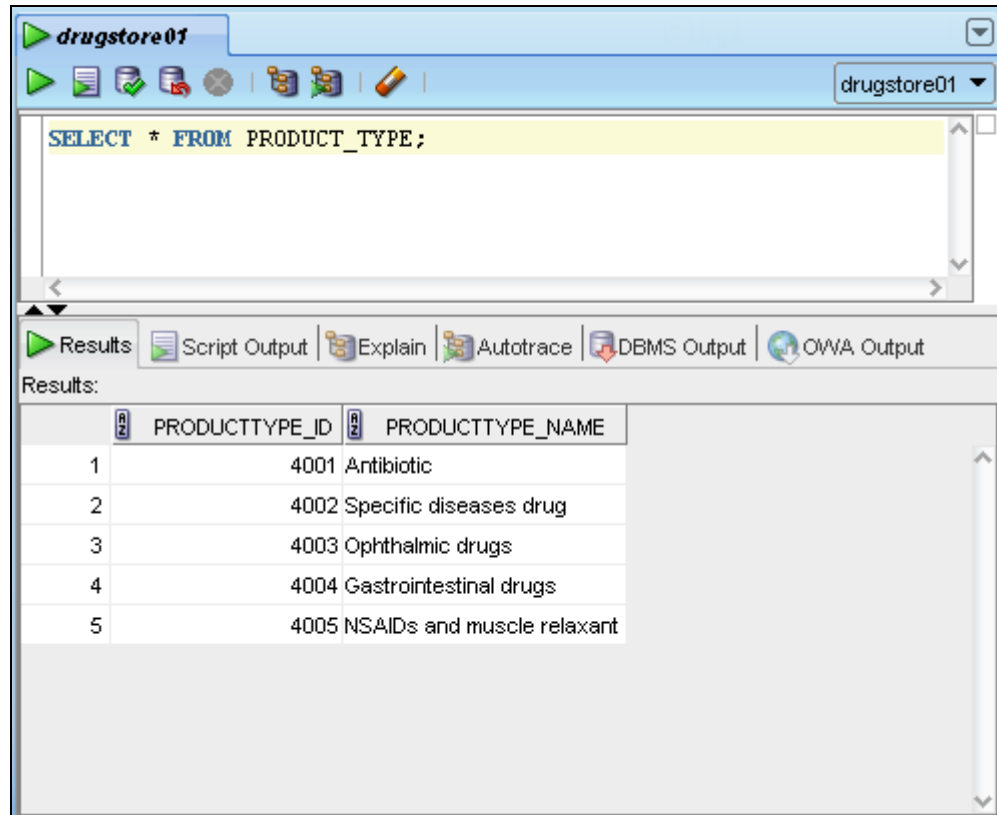 drugstore01
drugstore01
SELECT * FROM PRODUCT_TYPE;
Results Script Output Explain Autotrace DBMS Output OWA Output
Results:
PRODUCTTYPE_ID PRODUCTTYPE_NAME
1 4001 Antibiotic
2 4002 Specific diseases drug
3 4003 Ophthalmic drugs
4 4004 Gastrointestinal drugs
5 4005 NSAIDs and muscle relaxant